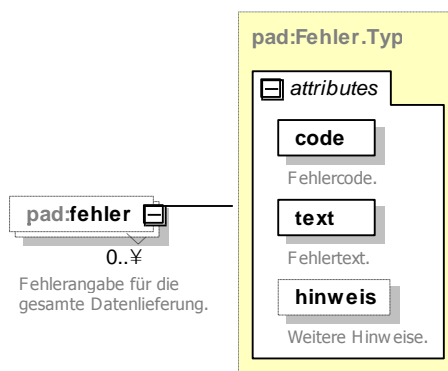 pad:Fehler.Typ
attributes
code
Fehlercode.
text
Fehlertext.
hinweis
Weitere Hinweise.
pad:fehler
0..¥
Fehlerangabe für die
gesamte Datenlieferung.